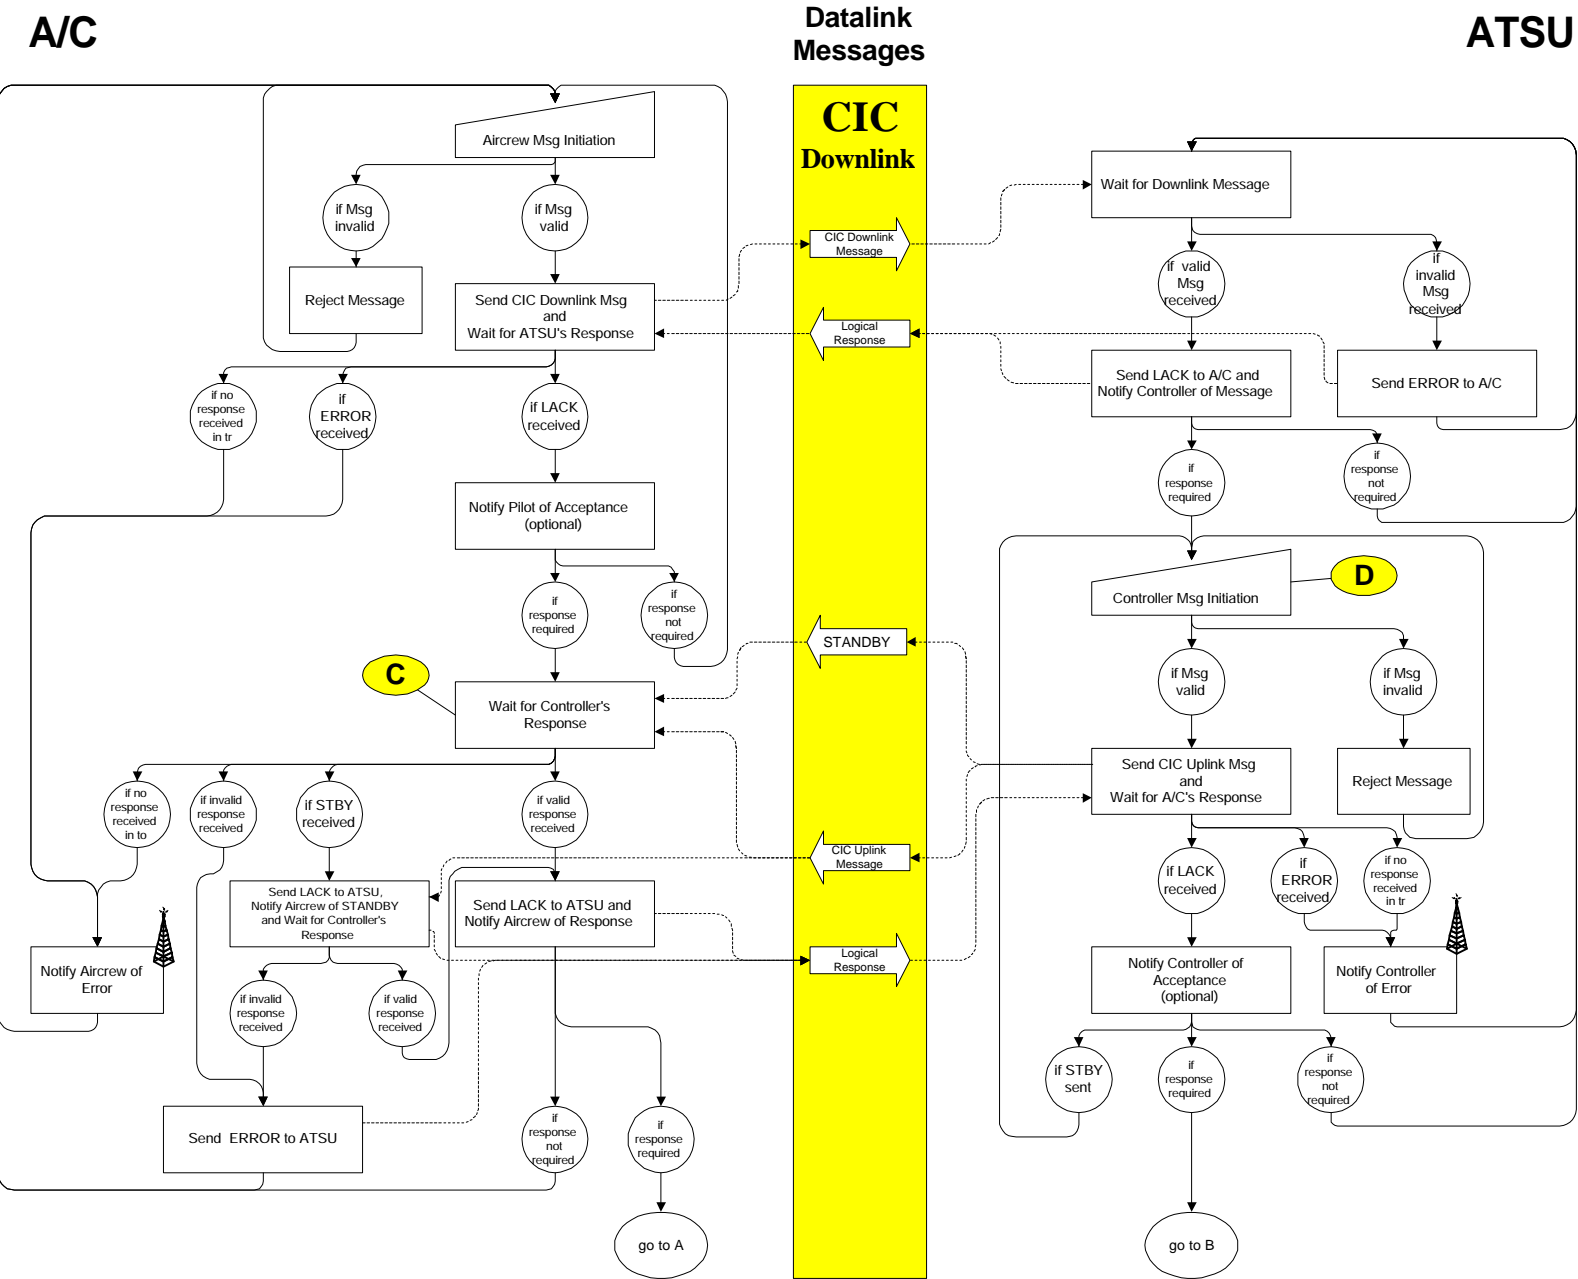 A/C
Datalink
Messages
ATSU
CIC
Downlink
Aircrew Msg Initiation
if Msg
invalid
if Msg
valid
Reject Message
Send CIC Downlink Msg
and
Wait for ATSU's Response
if no
response
received
in tr
if
ERROR
received
if LACK
received
Notify Pilot of Acceptance
(optional)
if
response
required
if
response
not
required
C
Wait for Controller's
Response
if no
response
received
in to
if invalid
response
received
if STBY
received
if valid
response
received
Send LACK to ATSU,
Notify Aircrew of STANDBY
and Wait for Controller's
Response
Send LACK to ATSU and
Notify Aircrew of Response
Notify Aircrew of
Error
if invalid
response
received
if valid
response
received
Send ERROR to ATSU
if
response
not
required
if
response
required
go to A
CIC Downlink
Message
Logical
Response
STANDBY
CIC Uplink
Message
Logical
Response
Wait for Downlink Message
if valid
Msg
received
if
invalid
Msg
received
Send LACK to A/C and
Notify Controller of Message
Send ERROR to A/C
if
response
required
if
response
not
required
Controller Msg Initiation
D
if Msg
valid
if Msg
invalid
Send CIC Uplink Msg
and
Wait for A/C's Response
Reject Message
if LACK
received
if
ERROR
received
if no
response
received
in tr
Notify Controller of
Acceptance
(optional)
Notify Controller
of Error
if STBY
sent
if
response
required
if
response
not
required
go to B